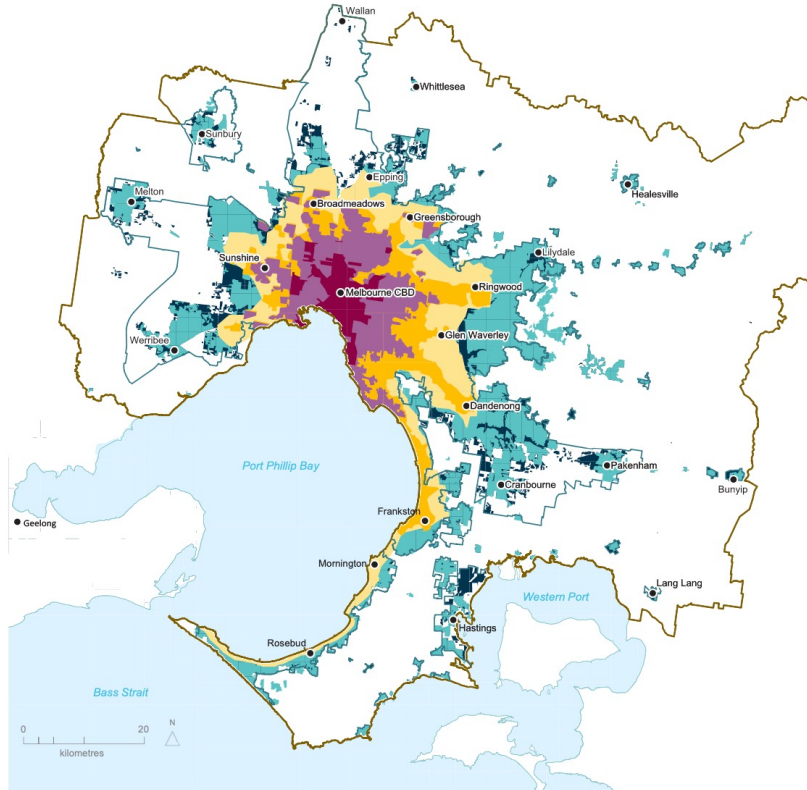 Wallan
Whittlesea
Sunbury
Epping
Healesville
Melton
Broadmeadows
Greensborough
Lilydale
Sunshine
Ringwood
Melbourne CBD
Glen Waverley
Werribee
Dandenong
Port Phillip Bay
Pakenham
Cranbourne
Bunyip
Frankston
Geelong
Mornington
Lang Lang
Western Port
Hastings
Rosebud
Bass Strait
N
0
20
kilometres